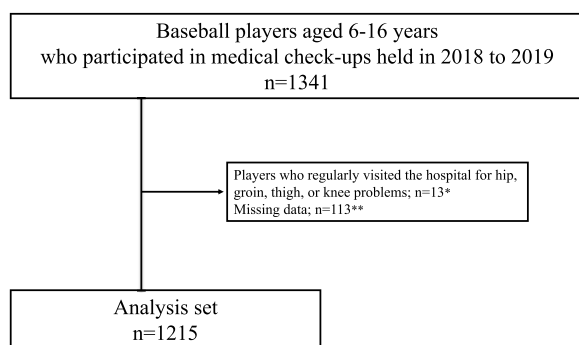 Baseball players aged 6-16 years
who participated in medical check-ups held in 2018 to 2019
n=1341
Players who regularly visited the hospital for hip,
groin, thigh, or knee problems; n=13*
Missing data; n=113**
Analysis set
n=1215